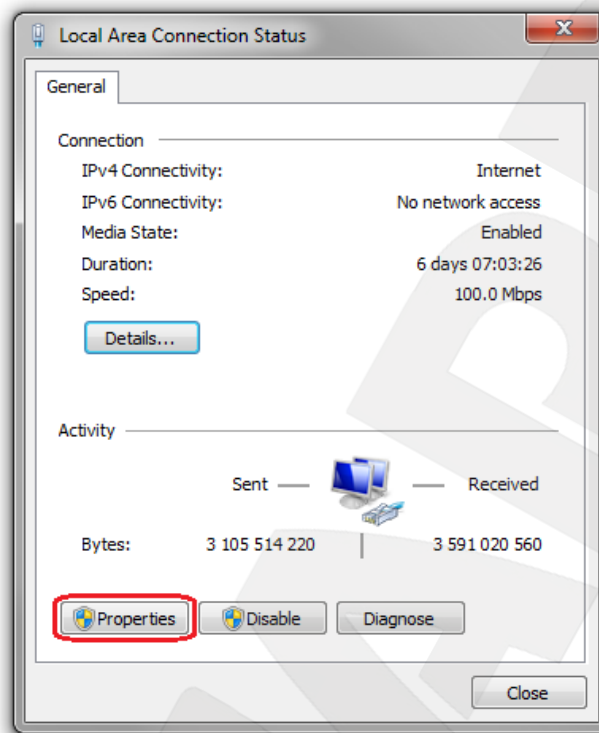 Local Area Connection Status
General
Connection
IPv4 Connectivity: Internet
IPv6 Connectivity: No network access
Media State: Enabled
Duration: 6 days 07:03:26
Speed: 100.0 Mbps
Details...
Activity
Sent Received
Bytes: 3 105 514 220 3 591 020 560
Properties Disable Diagnose
Close